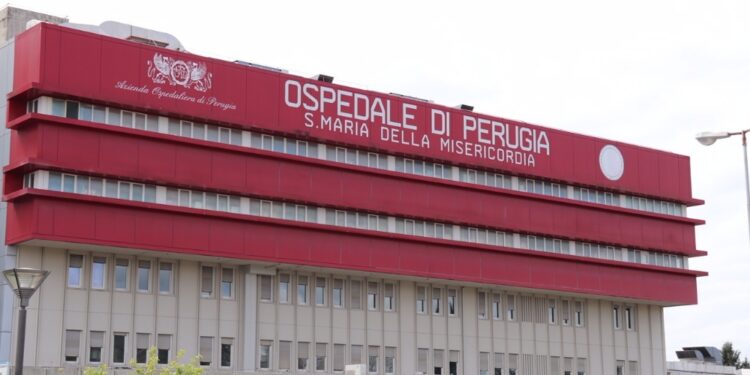 Azienda Ospedaliera di Perugia
OSPEDALE DI PERUGIA
S. MARIA DELLA MISERICORDIA